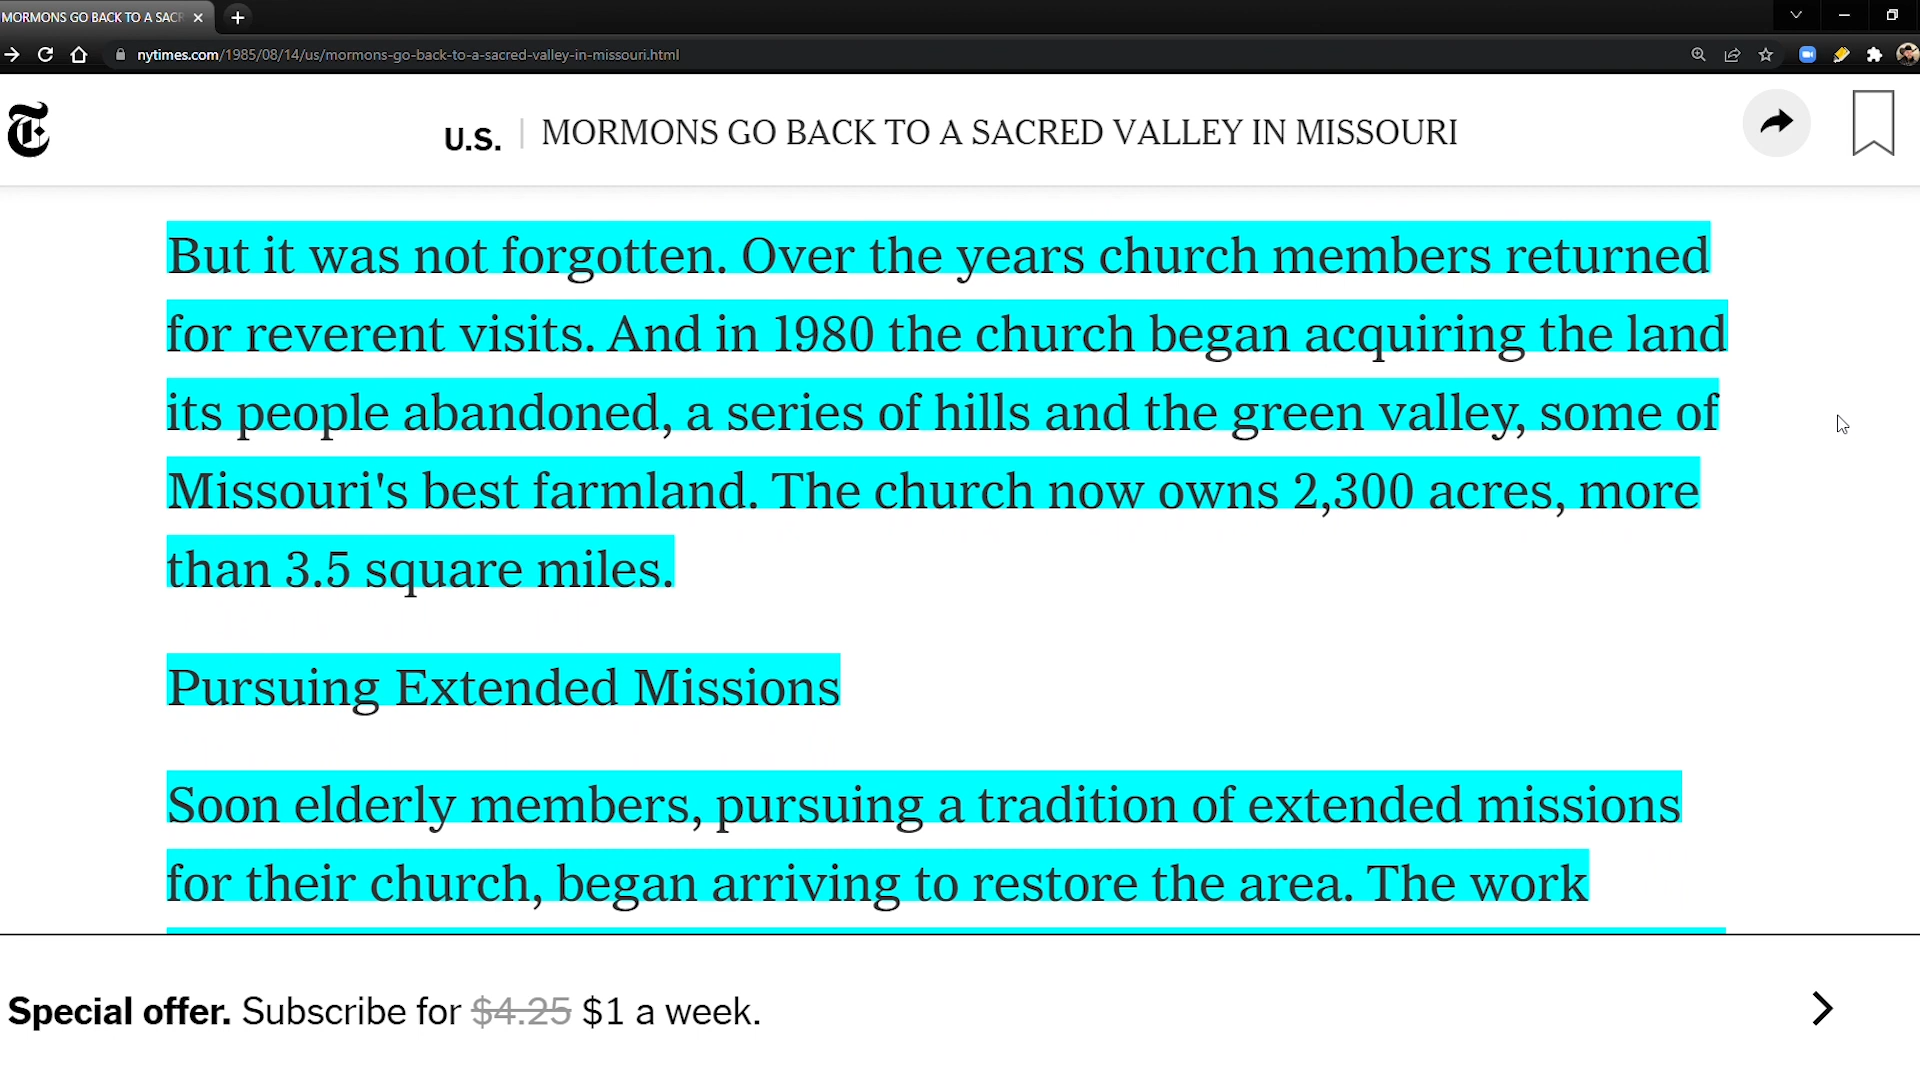 MORMONS GO BACK TO A SACR
nytimes.com/1985/08/14/us/mormons-go-back-to-a-sacred-valley-in-missouri.html
U.S. | MORMONS GO BACK TO A SACRED VALLEY IN MISSOURI
But it was not forgotten. Over the years church members returned
for reverent visits. And in 1980 the church began acquiring the land
its people abandoned, a series of hills and the green valley, some of
Missouri's best farmland. The church now owns 2,300 acres, more
than 3.5 square miles.
Pursuing Extended Missions
Soon elderly members, pursuing a tradition of extended missions
for their church, began arriving to restore the area. The work
Special offer. Subscribe for $4.25 $1 a week.